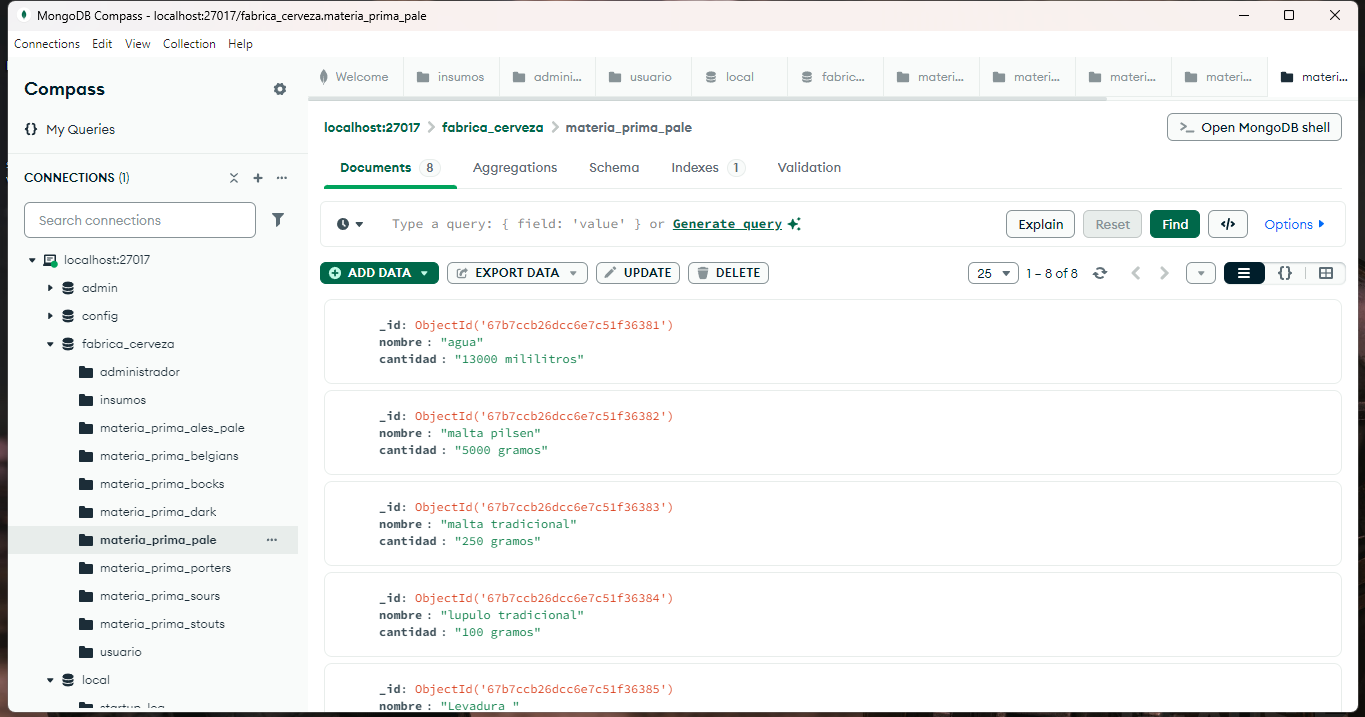 MongoDB Compass - localhost:27017/fabrica_cerveza.materia_prima_pale
Connections Edit View Collection Help
Compass
My Queries
CONNECTIONS (1)
Search connections
localhost:27017
admin
config
fabrica_cerveza
administrador
insumos
materia_prima_ales_pale
materia_prima_belgians
materia_prima_bocks
materia_prima_dark
materia_prima_pale
materia_prima_porters
materia_prima_sours
materia_prima_stouts
usuario
local
startup_log
Welcome insumos admini... usuario local fabric... materi... materi... materi... materi... materi...
localhost:27017 > fabrica_cerveza > materia_prima_pale
>_ Open MongoDB shell
Documents 8 Aggregations Schema Indexes 1 Validation
Type a query: { field: 'value' } or Generate query
Explain Reset Find </> Options
ADD DATA EXPORT DATA UPDATE DELETE
25 1 – 8 of 8 {}
_id: ObjectId('67b7ccb26dcc6e7c51f36381')
nombre : "agua"
cantidad : "13000 mililitros"
_id: ObjectId('67b7ccb26dcc6e7c51f36382')
nombre : "malta pilsen"
cantidad : "5000 gramos"
_id: ObjectId('67b7ccb26dcc6e7c51f36383')
nombre : "malta tradicional"
cantidad : "250 gramos"
_id: ObjectId('67b7ccb26dcc6e7c51f36384')
nombre : "lupulo tradicional"
cantidad : "100 gramos"
_id: ObjectId('67b7ccb26dcc6e7c51f36385')
nombre : "Levadura "